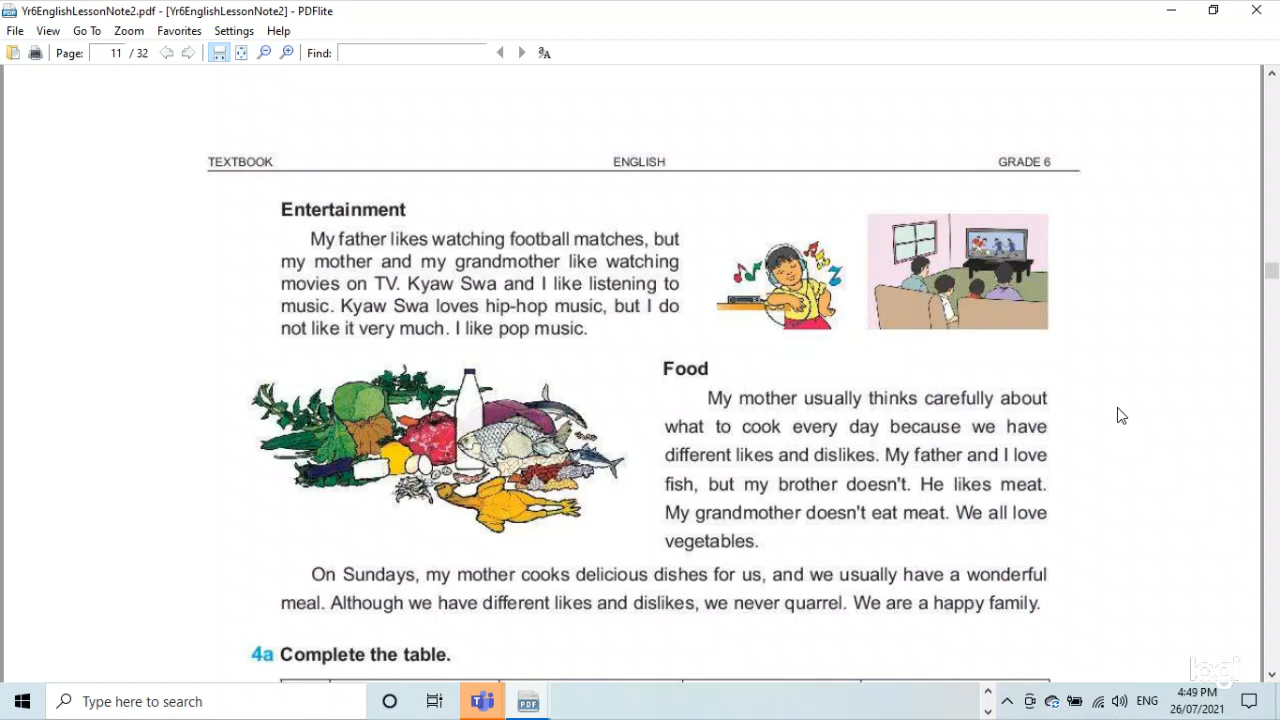 Yr6EnglishLessonNote2.pdf - [Yr6EnglishLessonNote2] - PDFlite
File View Go To Zoom Favorites Settings Help
Page: 11 / 32 Find:
TEXTBOOK ENGLISH GRADE 6
Entertainment
My father likes watching football matches, but
my mother and my grandmother like watching
movies on TV. Kyaw Swa and I like listening to
music. Kyaw Swa loves hip-hop music, but I do
not like it very much. I like pop music.
Food
My mother usually thinks carefully about
what to cook every day because we have
different likes and dislikes. My father and I love
fish, but my brother doesn't. He likes meat.
My grandmother doesn't eat meat. We all love
vegetables.
On Sundays, my mother cooks delicious dishes for us, and we usually have a wonderful
meal. Although we have different likes and dislikes, we never quarrel. We are a happy family.
4a Complete the table.
Type here to search
ENG
4:49 PM
26/07/2021